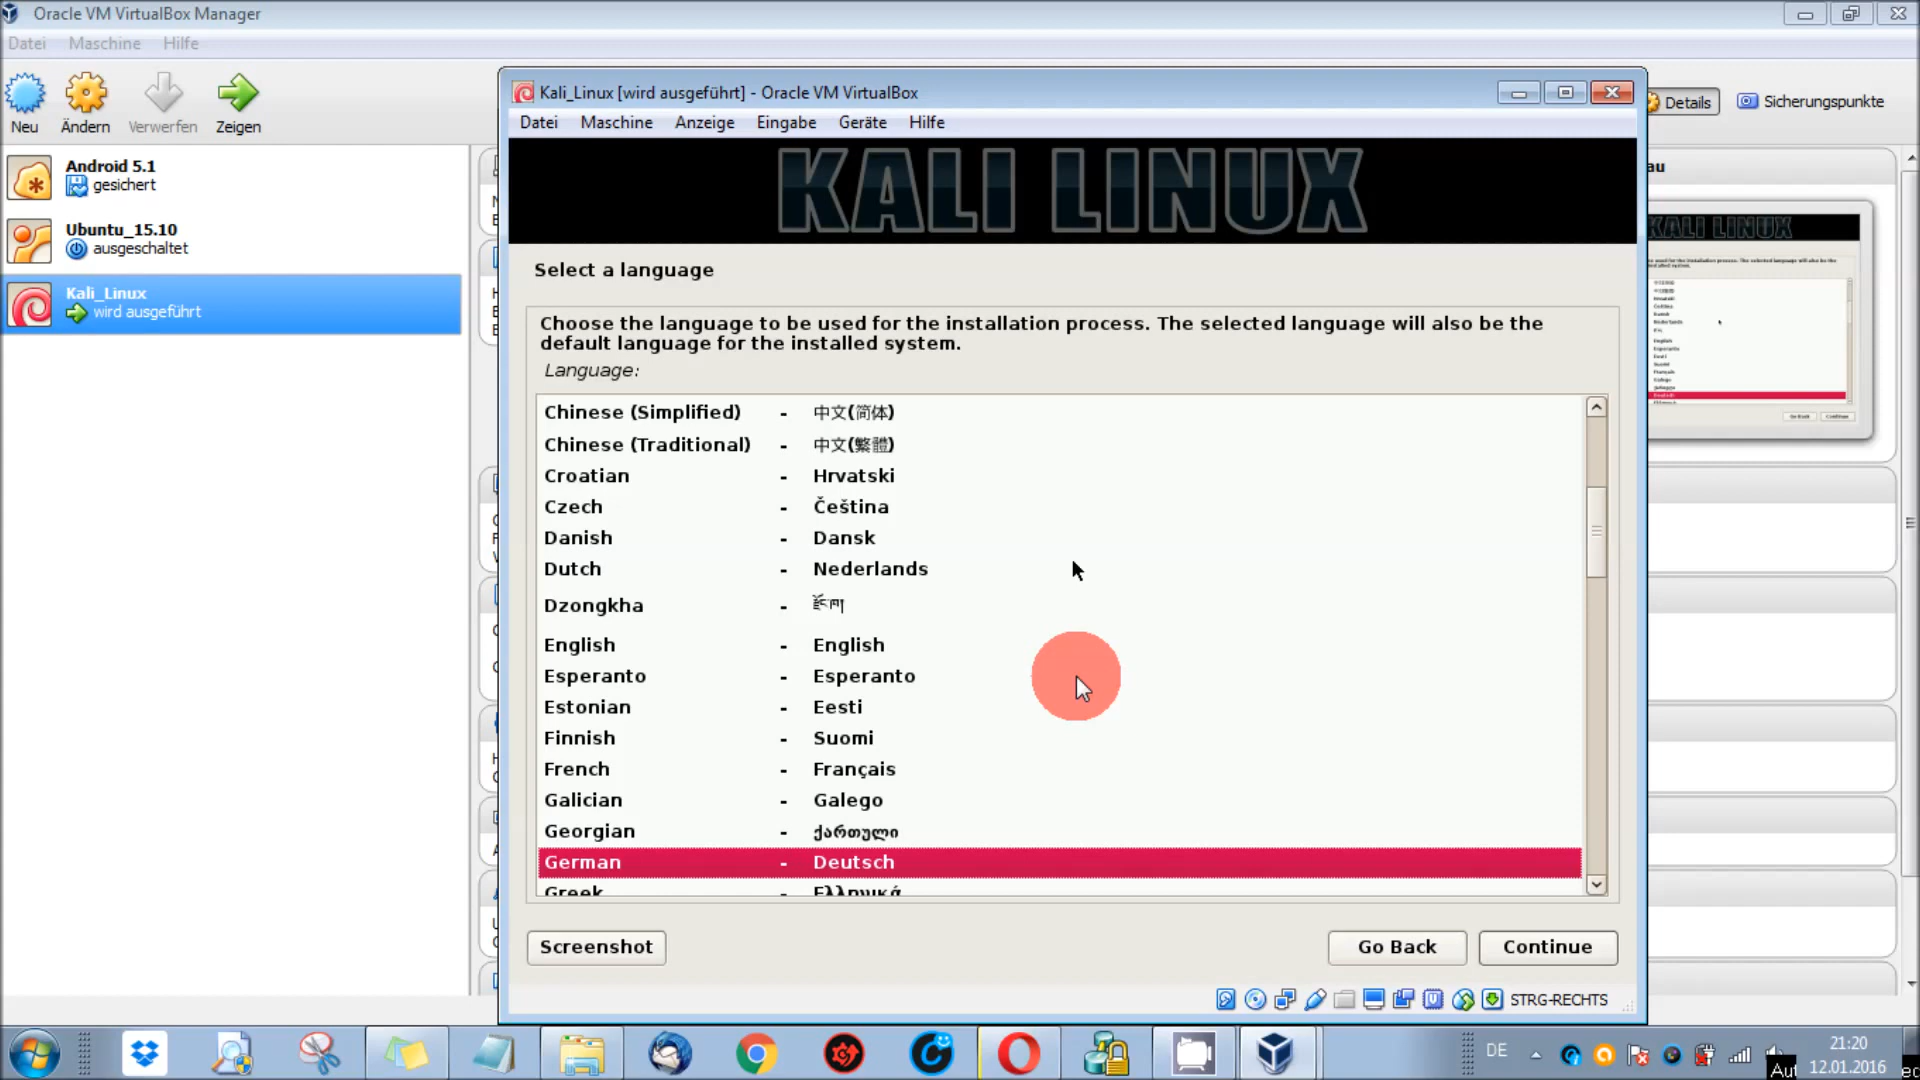 Oracle VM VirtualBox Manager
Datei Maschine Hilfe
Neu Ändern Verwerfen Zeigen
Details Sicherungspunkte
Android 5.1
gesichert
Ubuntu_15.10
ausgeschaltet
Kali_Linux
wird ausgeführt
Kali_Linux [wird ausgeführt] - Oracle VM VirtualBox
Datei Maschine Anzeige Eingabe Geräte Hilfe
KALI LINUX
Select a language
Choose the language to be used for the installation process. The selected language will also be the
default language for the installed system.
Language:
Chinese (Simplified) - 中文(简体)
Chinese (Traditional) - 中文(繁體)
Croatian - Hrvatski
Czech - Čeština
Danish - Dansk
Dutch - Nederlands
Dzongkha - རྫོང་ཁ།
English - English
Esperanto - Esperanto
Estonian - Eesti
Finnish - Suomi
French - Français
Galician - Galego
Georgian - ქართული
German - Deutsch
Greek - Ελληνικά
Screenshot Go Back Continue
STRG-RECHTS
au
KALI LINUX
DE
21:20
12.01.2016